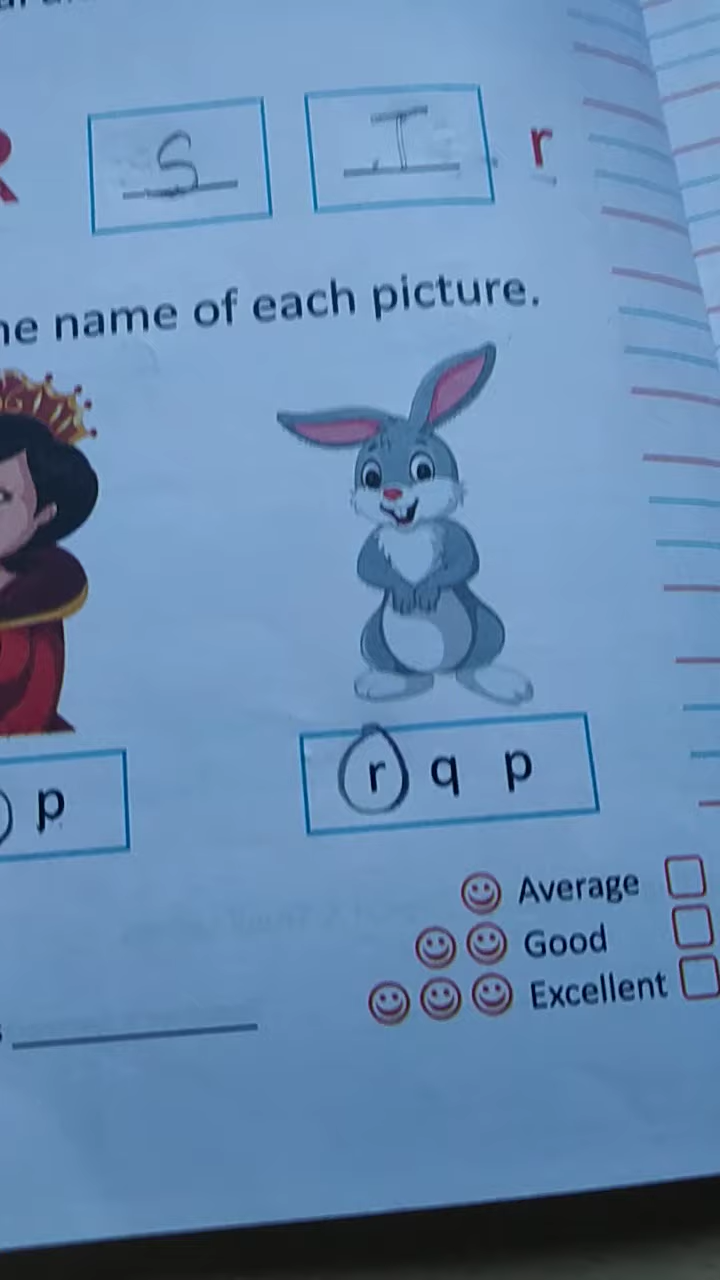 R S T r
he name of each picture.
p r q p
Average
Good
Excellent